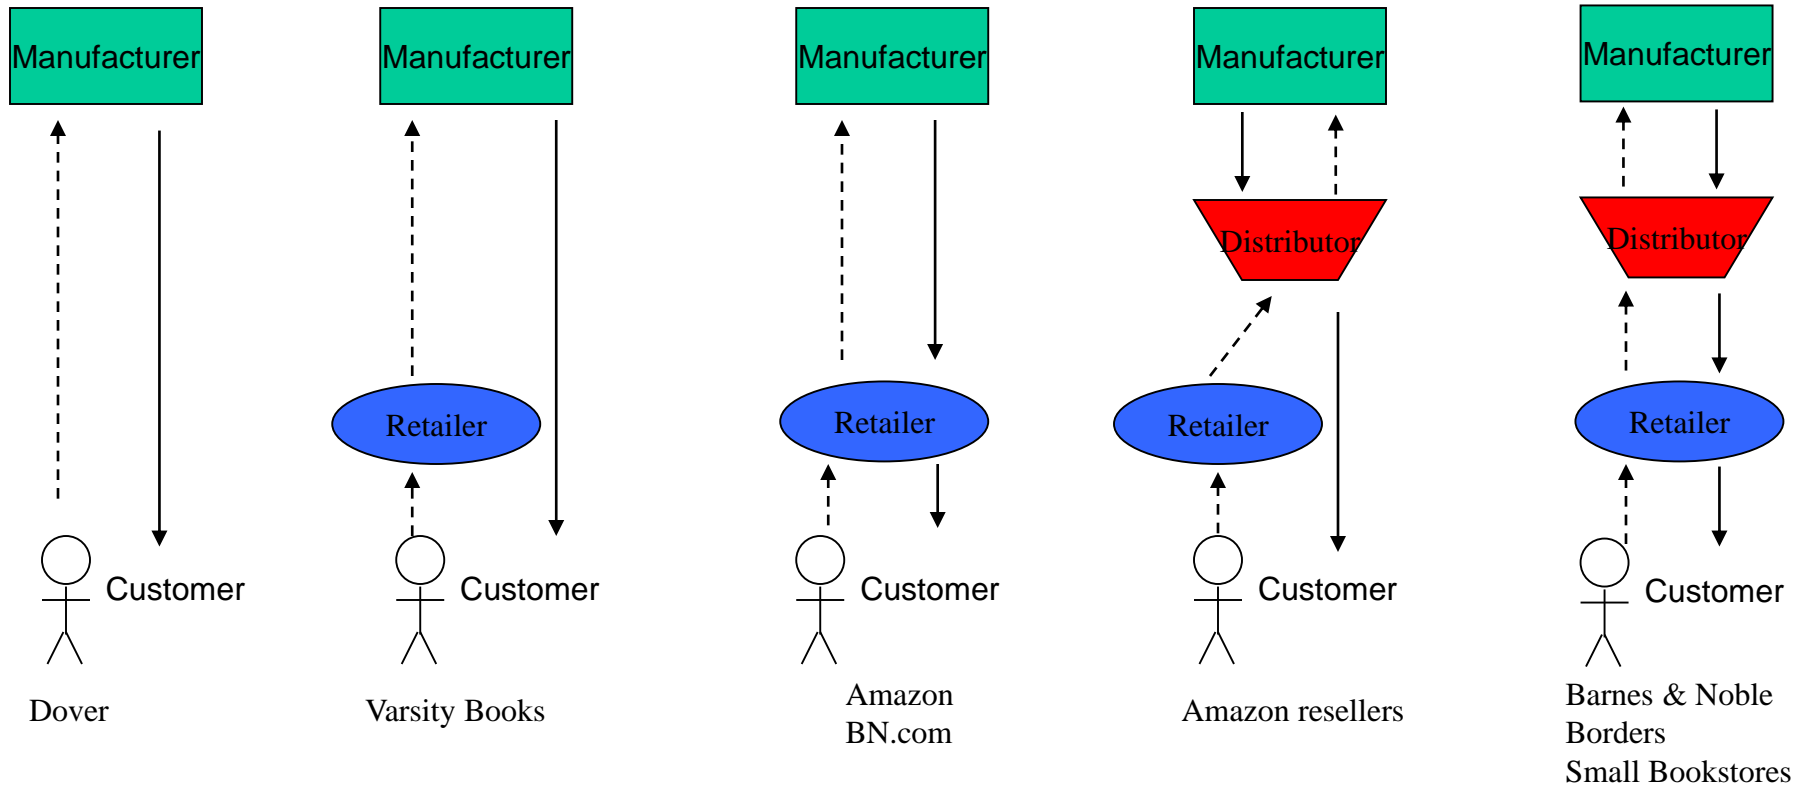 Manufacturer
Manufacturer
Manufacturer
Manufacturer
Manufacturer
Distributor
Distributor
Retailer
Retailer
Retailer
Retailer
Customer
Customer
Customer
Customer
Customer
Dover
Varsity Books
Amazon
BN.com
Amazon resellers
Barnes & Noble
Borders
Small Bookstores